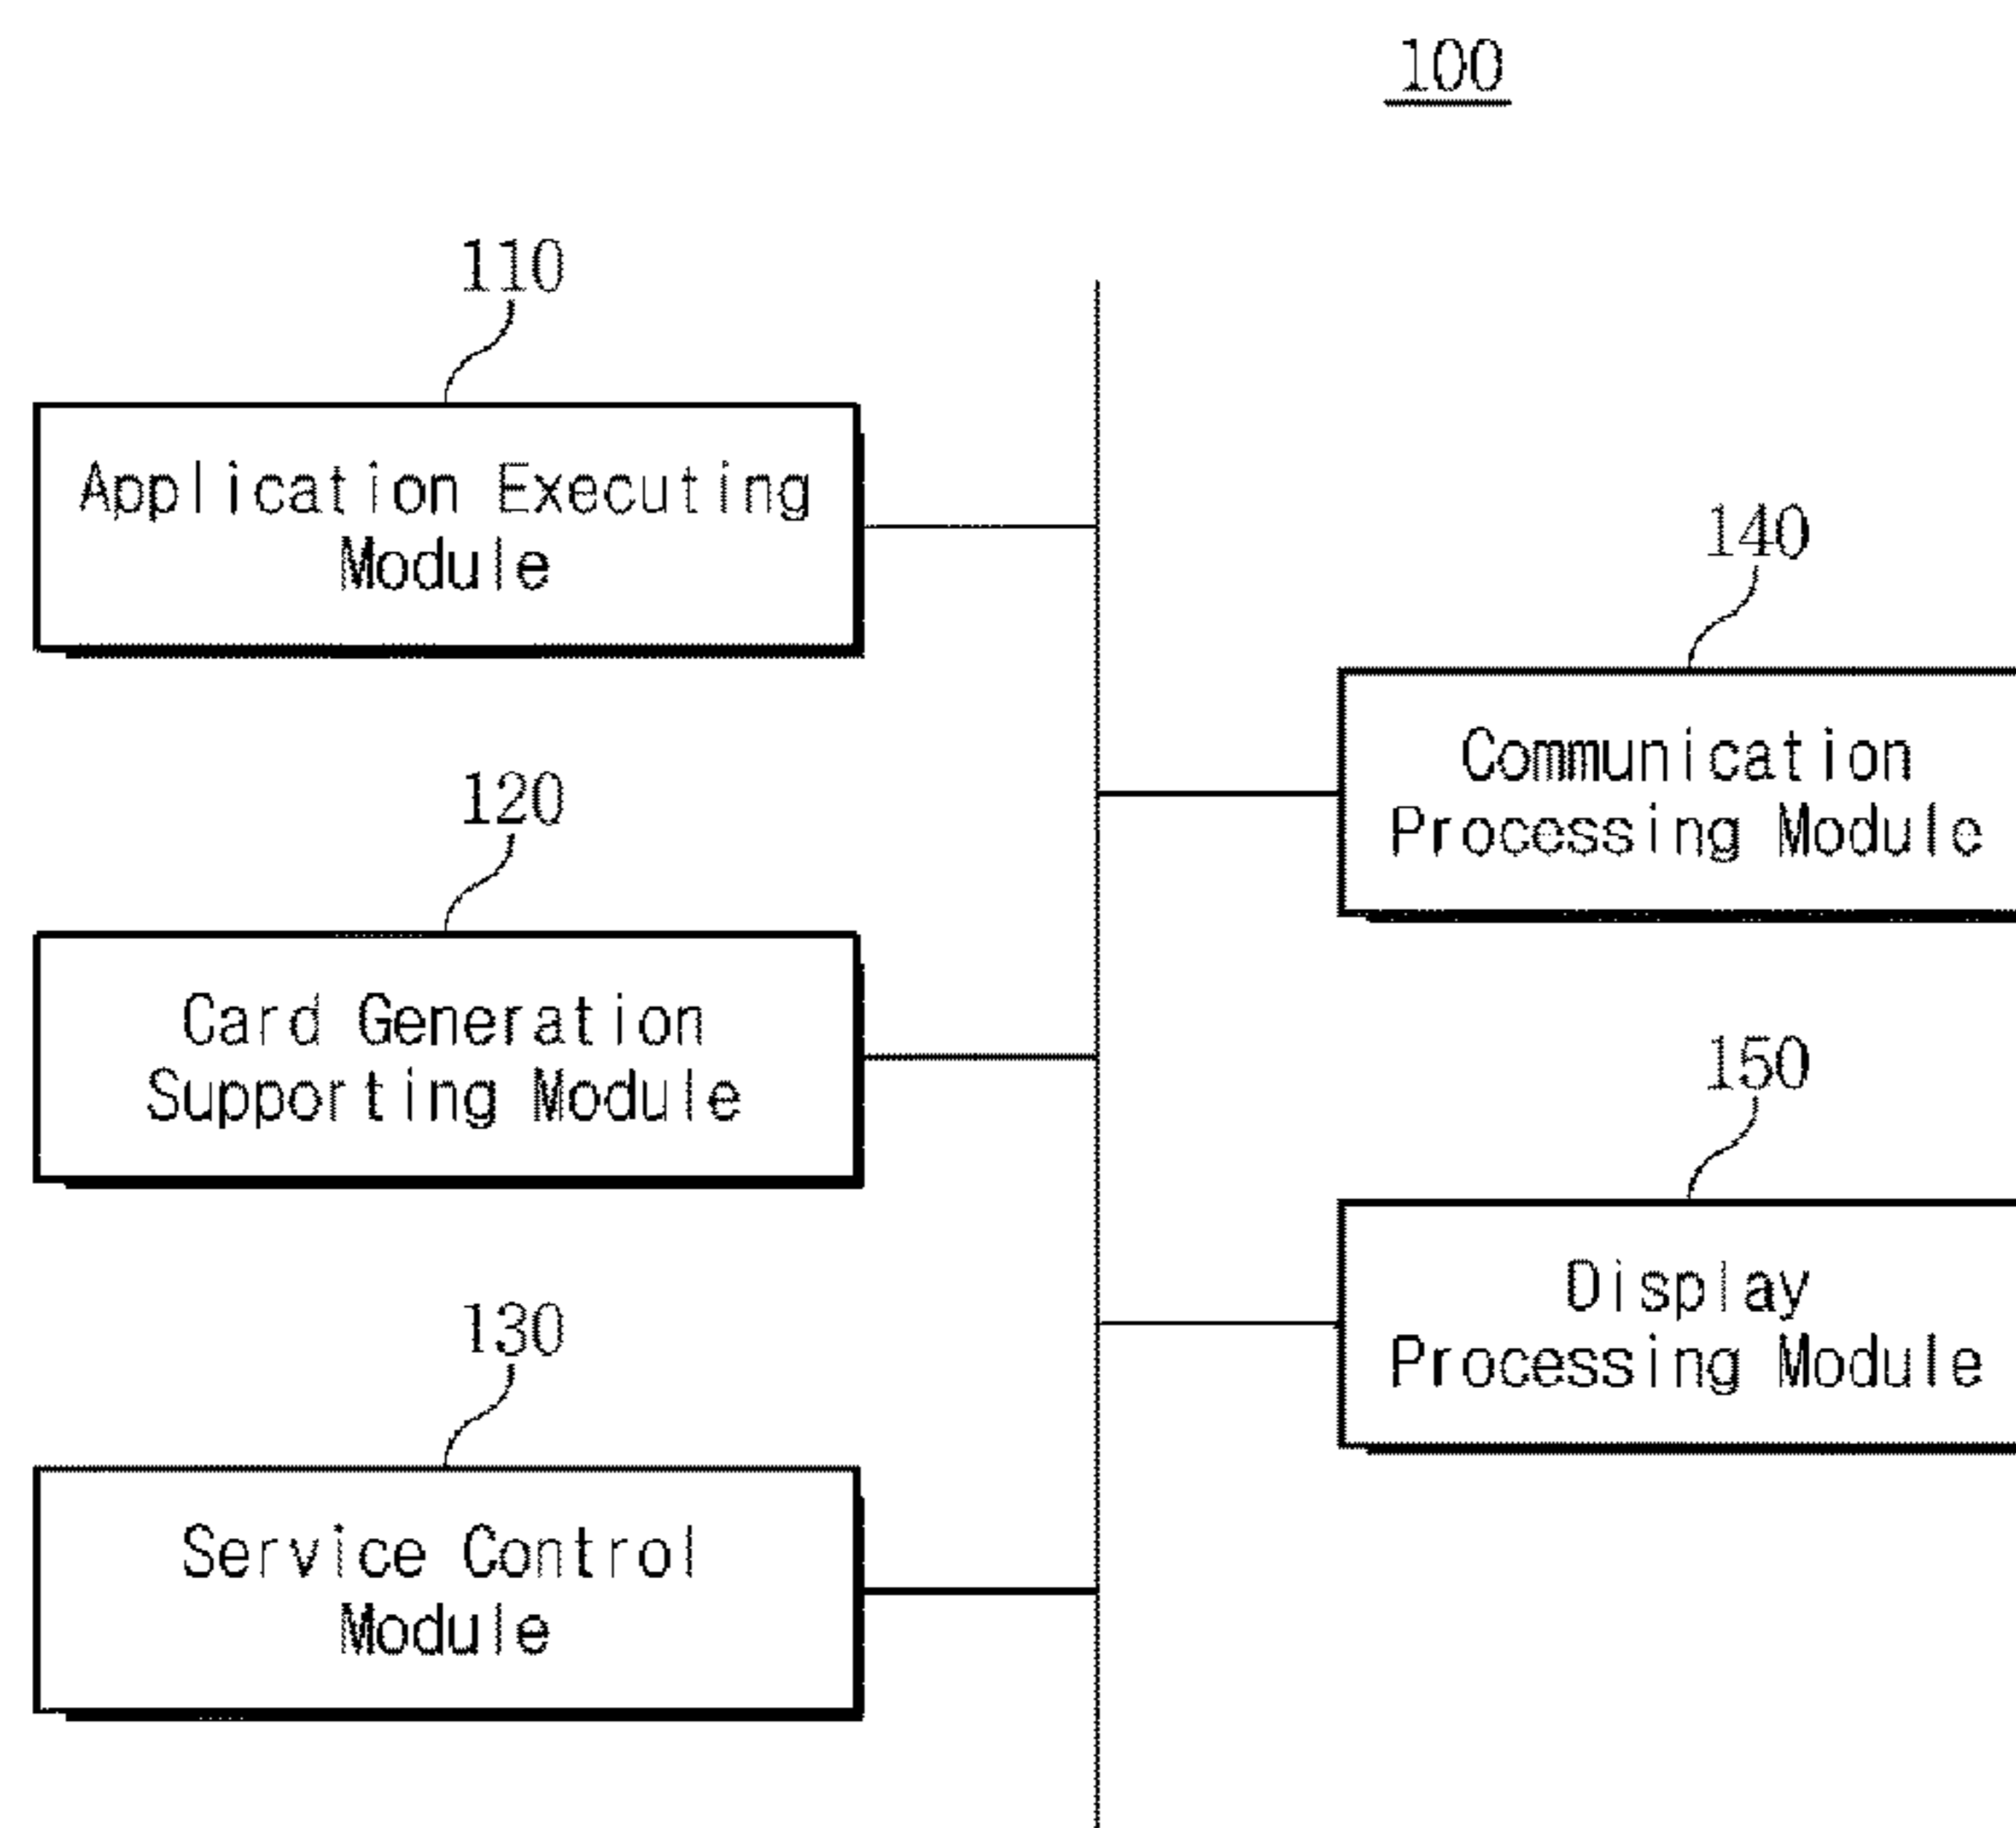 100
110
Application Executing
Module
120
Card Generation
Supporting Module
130
Service Control
Module
140
Communication
Processing Module
150
Display
Processing Module